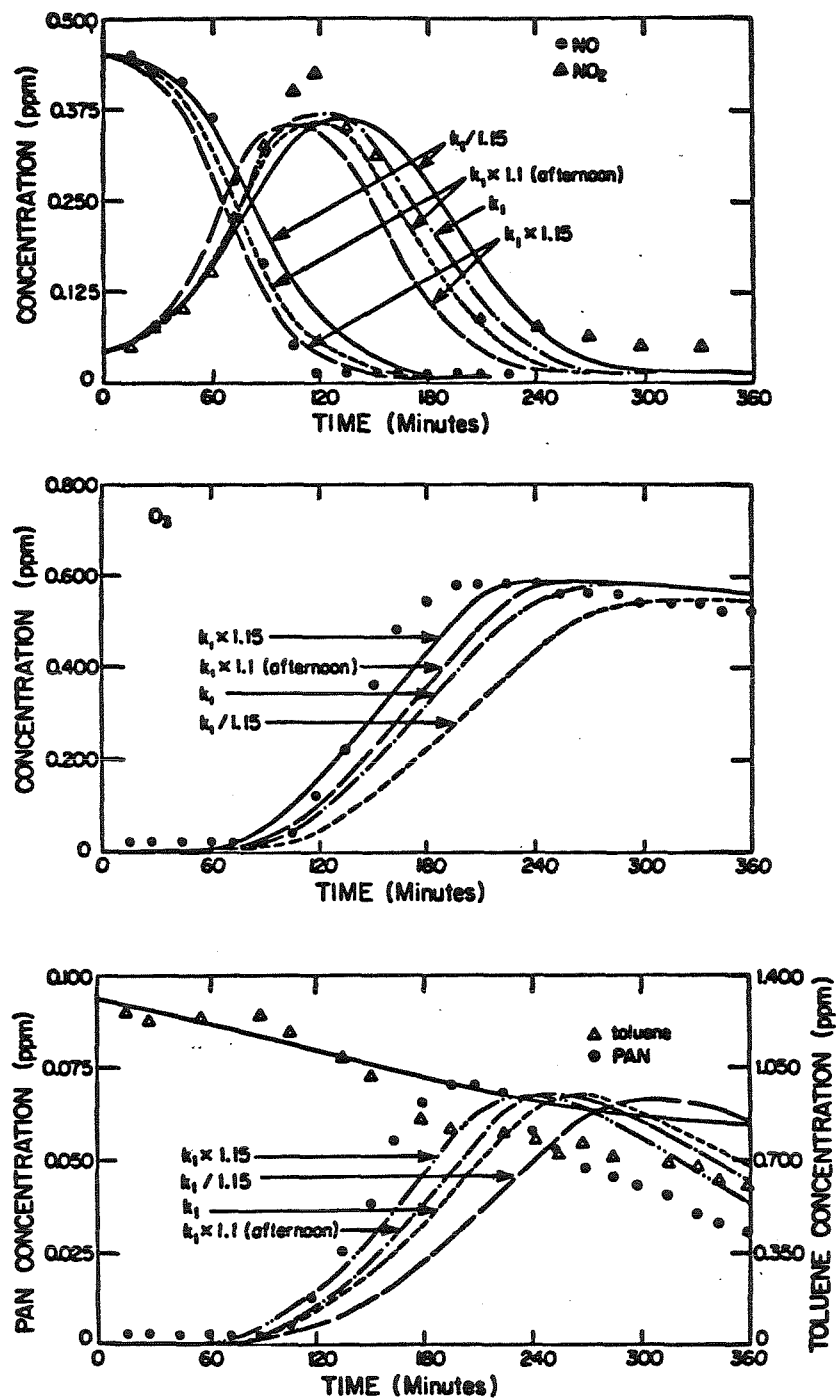 0.500
0.375
0.250
0.125
0
CONCENTRATION (ppm)
NO
NO₂
k₁/1.15
k₁ × 1.1 (afternoon)
k₁
k₁ × 1.15
0 60 120 180 240 300 360
TIME (Minutes)
0.800
0.600
0.400
0.200
0
CONCENTRATION (ppm)
O₃
k₁ × 1.15
k₁ × 1.1 (afternoon)
k₁
k₁ / 1.15
0 60 120 180 240 300 360
TIME (Minutes)
0.100
0.075
0.050
0.025
0
PAN CONCENTRATION (ppm)
toluene
PAN
k₁ × 1.15
k₁ / 1.15
k₁
k₁ × 1.1 (afternoon)
1.400
1.050
0.700
0.350
0
TOLUENE CONCENTRATION (ppm)
0 60 120 180 240 300 360
TIME (Minutes)